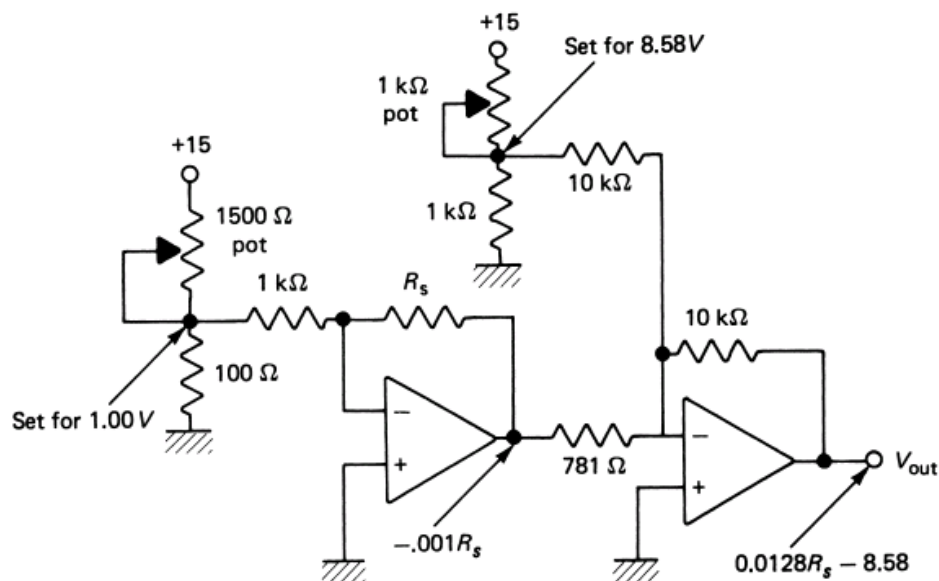 +15
Set for 8.58V
1 kΩ
pot
+15
10 kΩ
1500 Ω
pot
1 kΩ
1 kΩ
Rs
10 kΩ
100 Ω
Set for 1.00 V
−
+
781 Ω
−
+
Vout
−.001Rs
0.0128Rs − 8.58